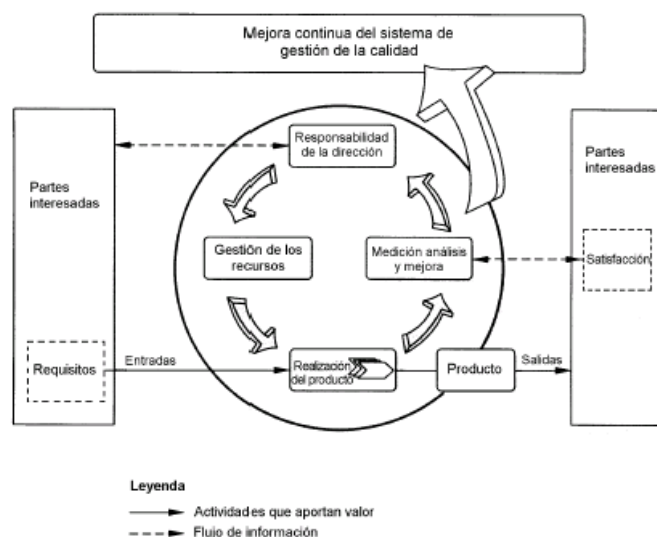 Mejora continua del sistema de
gestión de la calidad
Responsabilidad
de la dirección
Partes
interesadas
Partes
interesadas
Gestión de los
recursos
Medición análisis
y mejora
Satisfacción
Requisitos
Entradas
Realización
del producto
Producto
Salidas
Leyenda
Actividades que aportan valor
Flujo de información